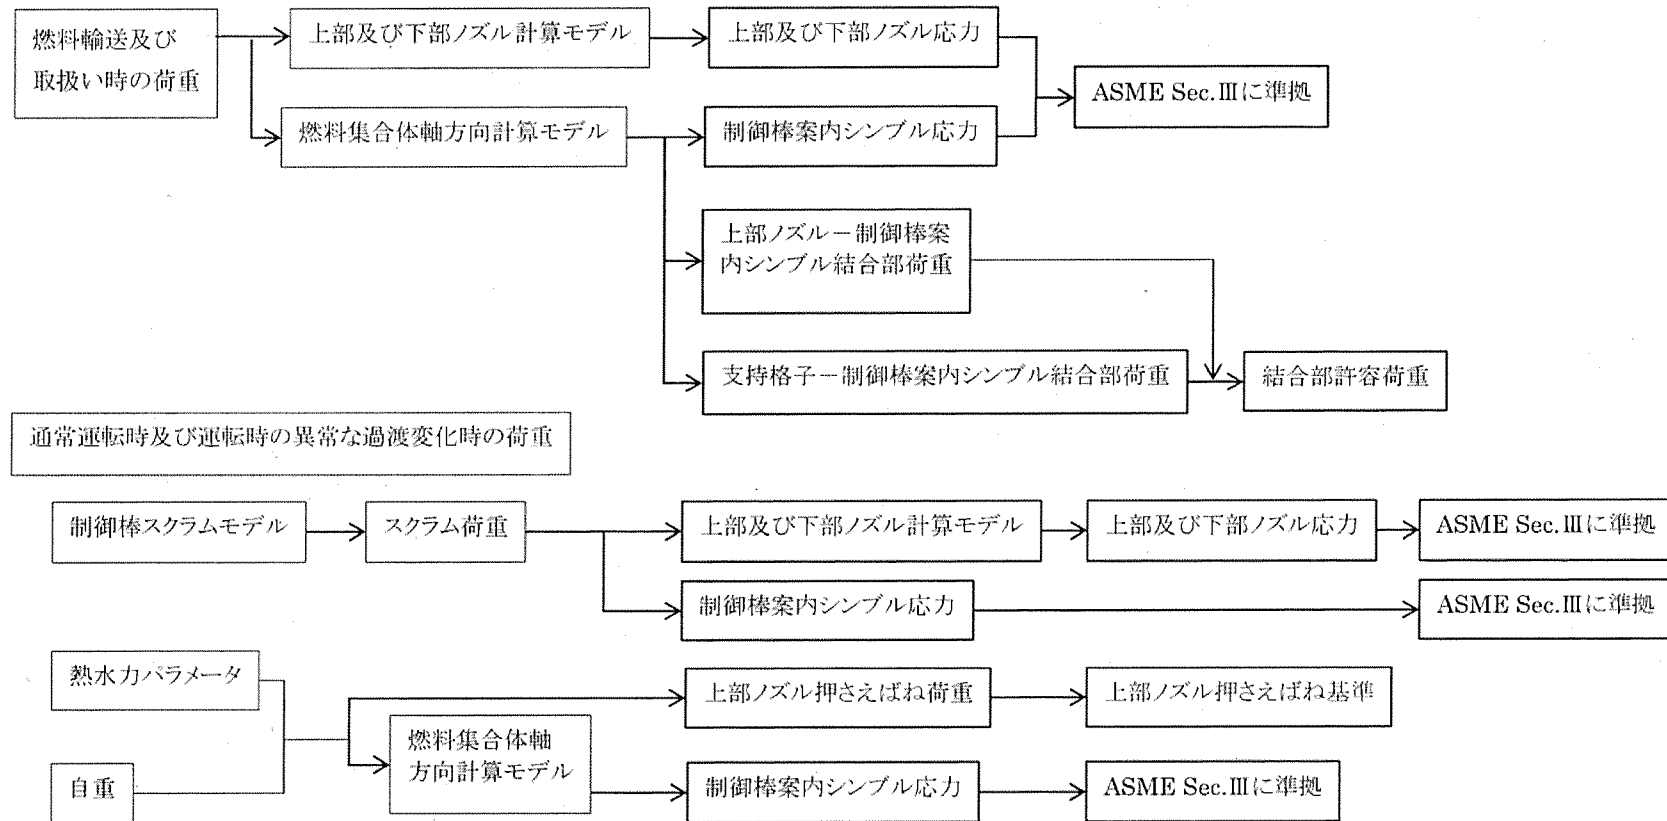 燃料輸送及び
取扱い時の荷重
上部及び下部ノズル計算モデル
上部及び下部ノズル応力
ASME Sec.Ⅲに準拠
燃料集合体軸方向計算モデル
制御棒案内シンブル応力
上部ノズル－制御棒案
内シンブル結合部荷重
支持格子－制御棒案内シンブル結合部荷重
結合部許容荷重
通常運転時及び運転時の異常な過渡変化時の荷重
制御棒スクラムモデル
スクラム荷重
上部及び下部ノズル計算モデル
上部及び下部ノズル応力
ASME Sec.Ⅲに準拠
制御棒案内シンブル応力
ASME Sec.Ⅲに準拠
熱水力パラメータ
上部ノズル押さえばね荷重
上部ノズル押さえばね基準
自重
燃料集合体軸
方向計算モデル
制御棒案内シンブル応力
ASME Sec.Ⅲに準拠